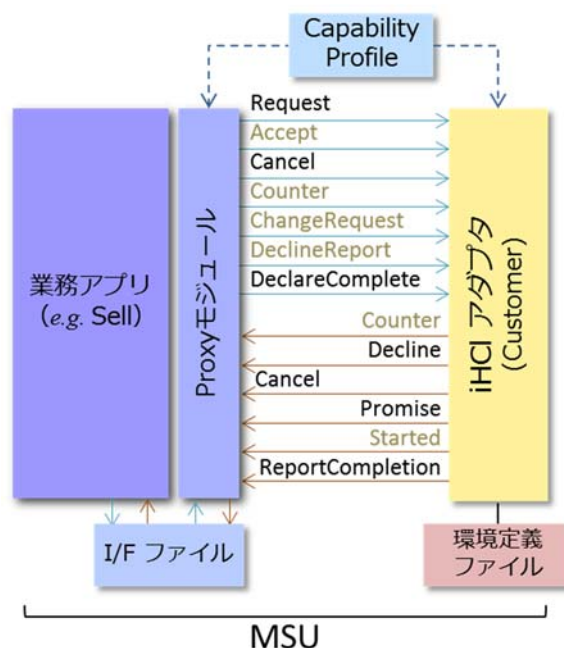 Capability
Profile
Request
Accept
Cancel
Counter
ChangeRequest
DeclineReport
DeclareComplete
Counter
Decline
Cancel
Promise
Started
ReportCompletion
業務アプリ
(e.g. Sell)
Proxyモジュール
iHCI アダプタ
(Customer)
I/F ファイル
環境定義
ファイル
MSU